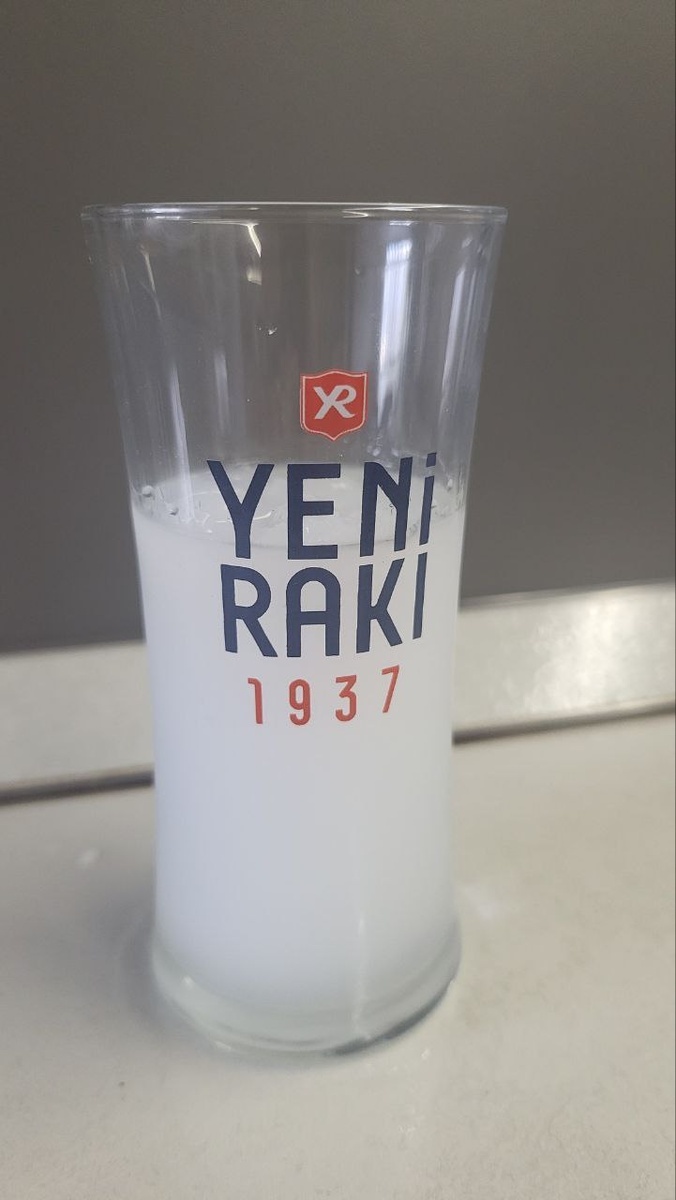 YR
YENİ
RAKI
1937